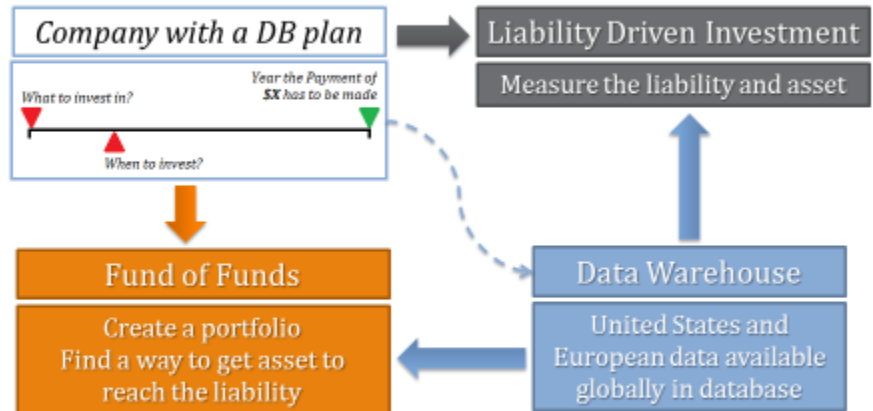 Company with a DB plan
Liability Driven Investment
Measure the liability and asset
What to invest in?
Year the Payment of
$X has to be made
When to invest?
Fund of Funds
Create a portfolio
Find a way to get asset to
reach the liability
Data Warehouse
United States and
European data available
globally in database